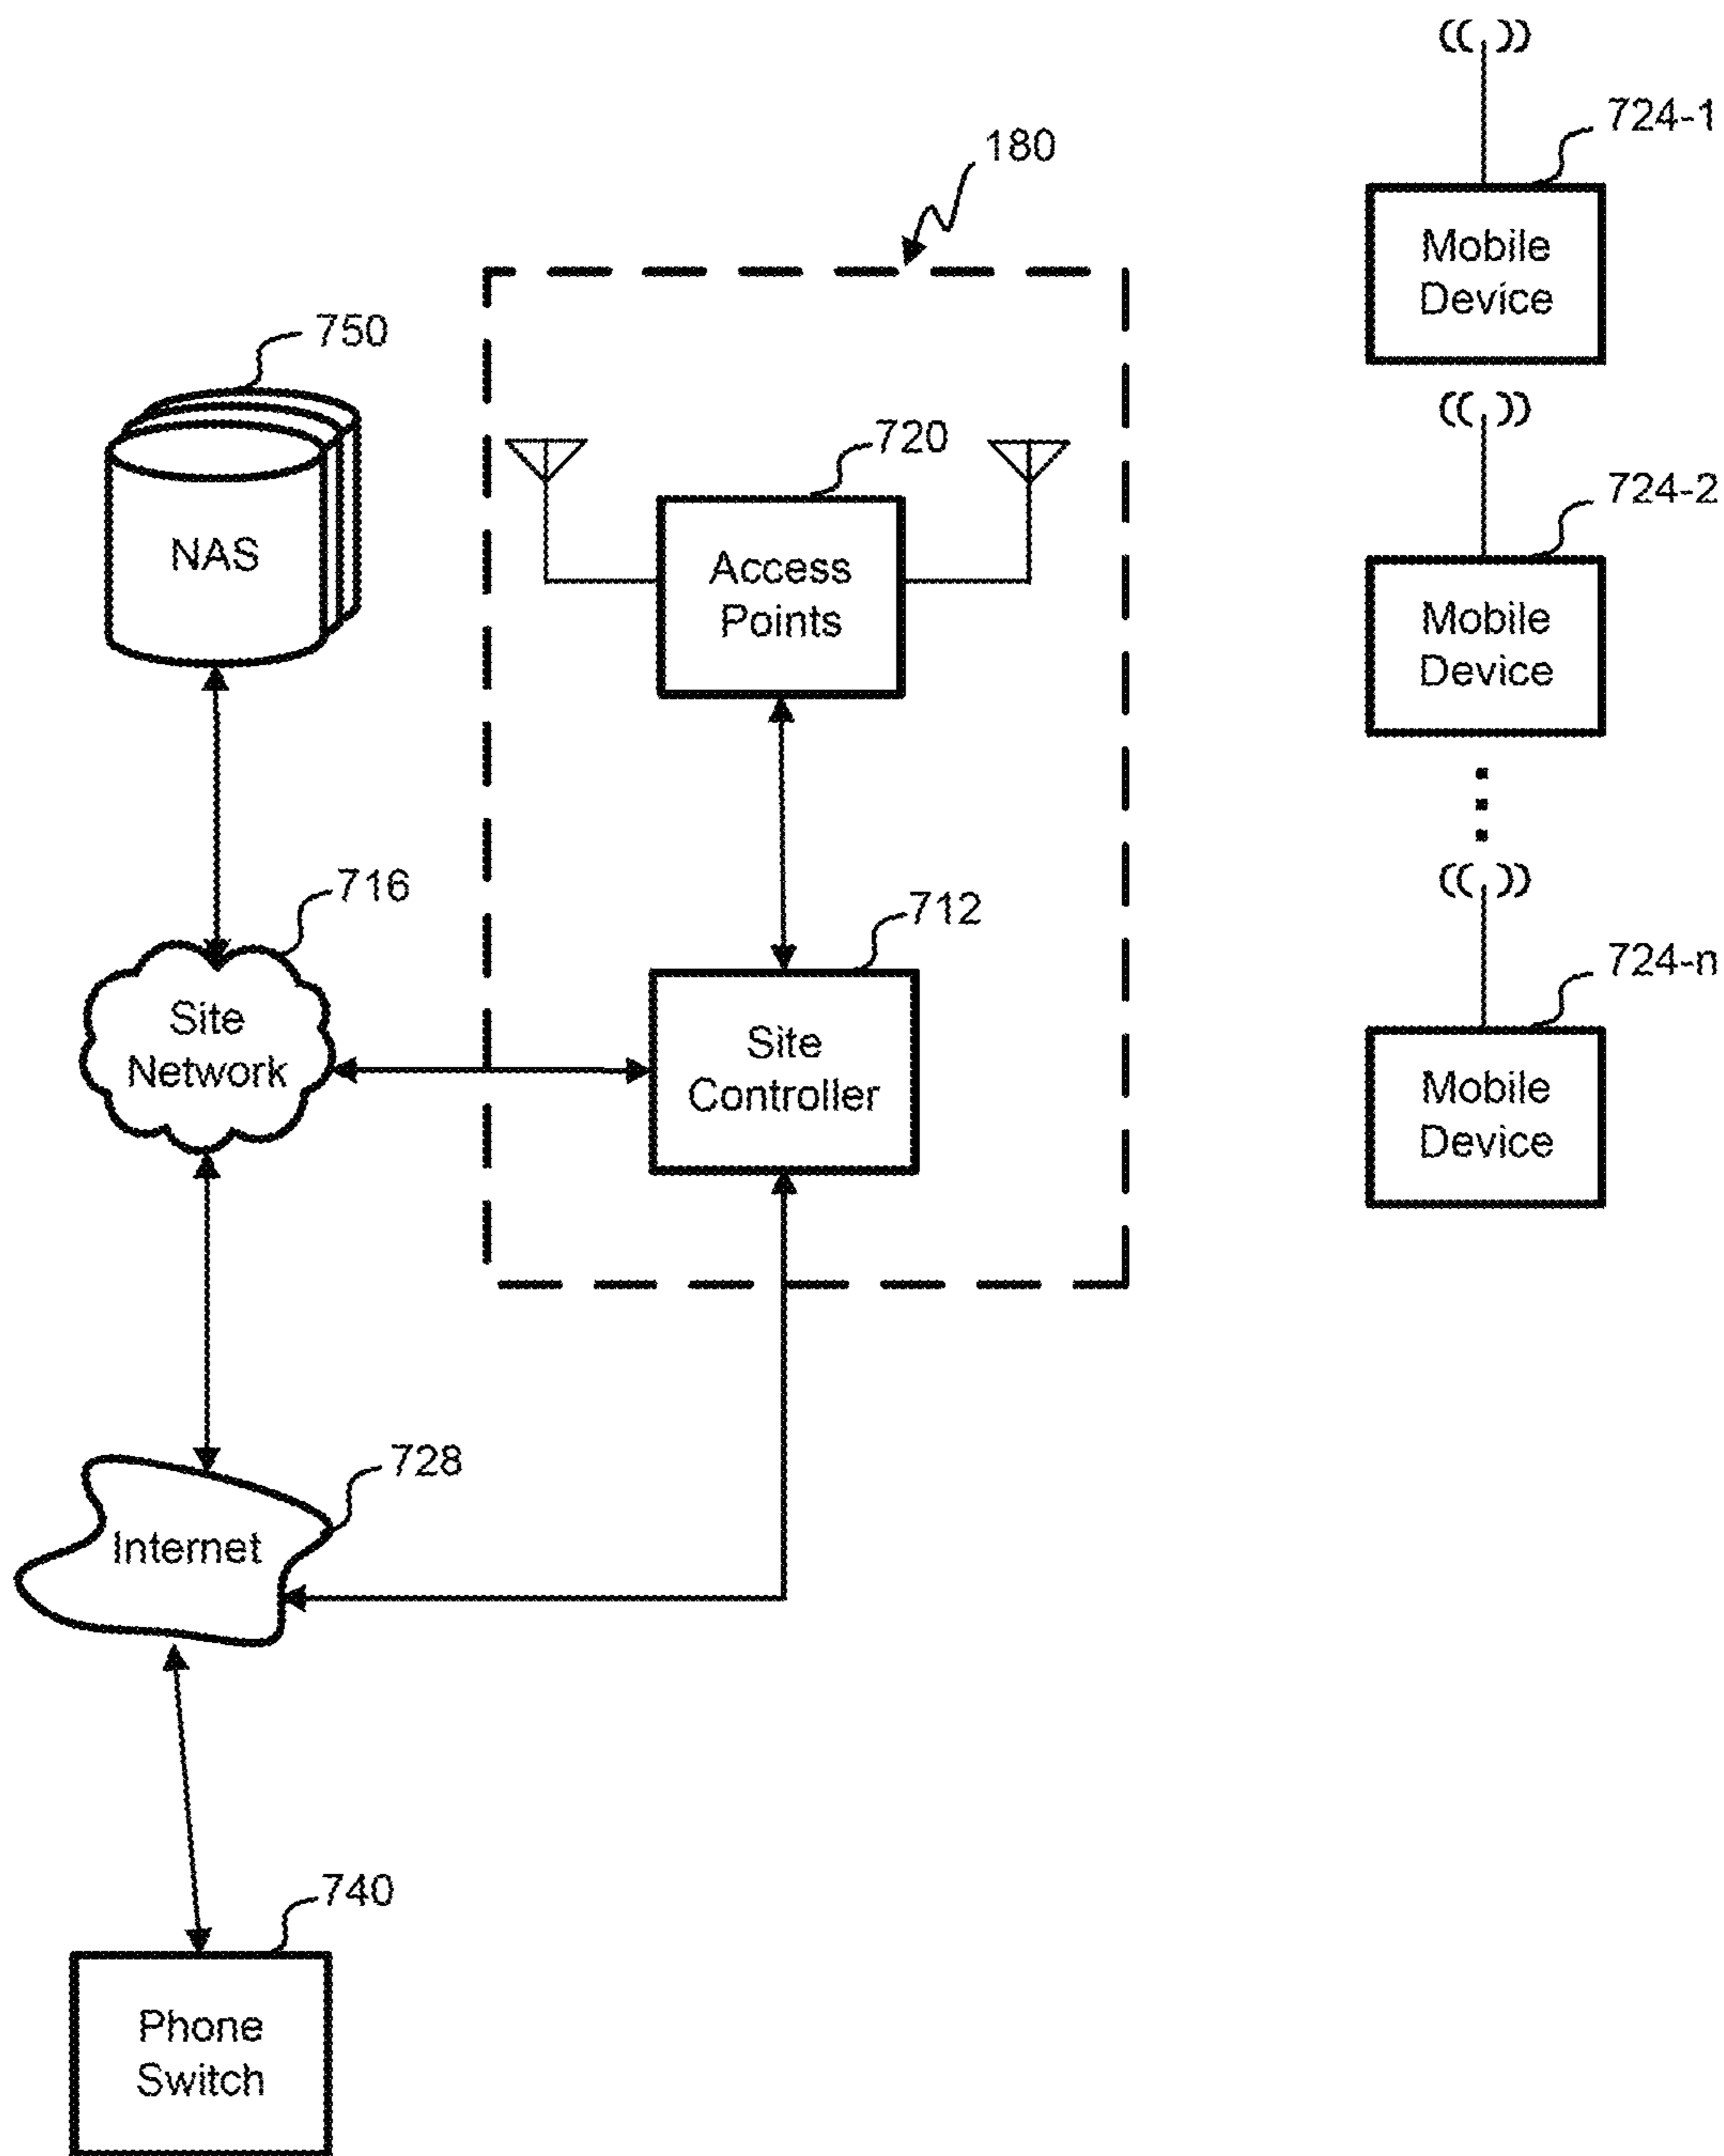 724-1
Mobile
Device
180
750
NAS
720
Access
Points
724-2
Mobile
Device
716
Site
Network
712
Site
Controller
724-n
Mobile
Device
728
Internet
740
Phone
Switch